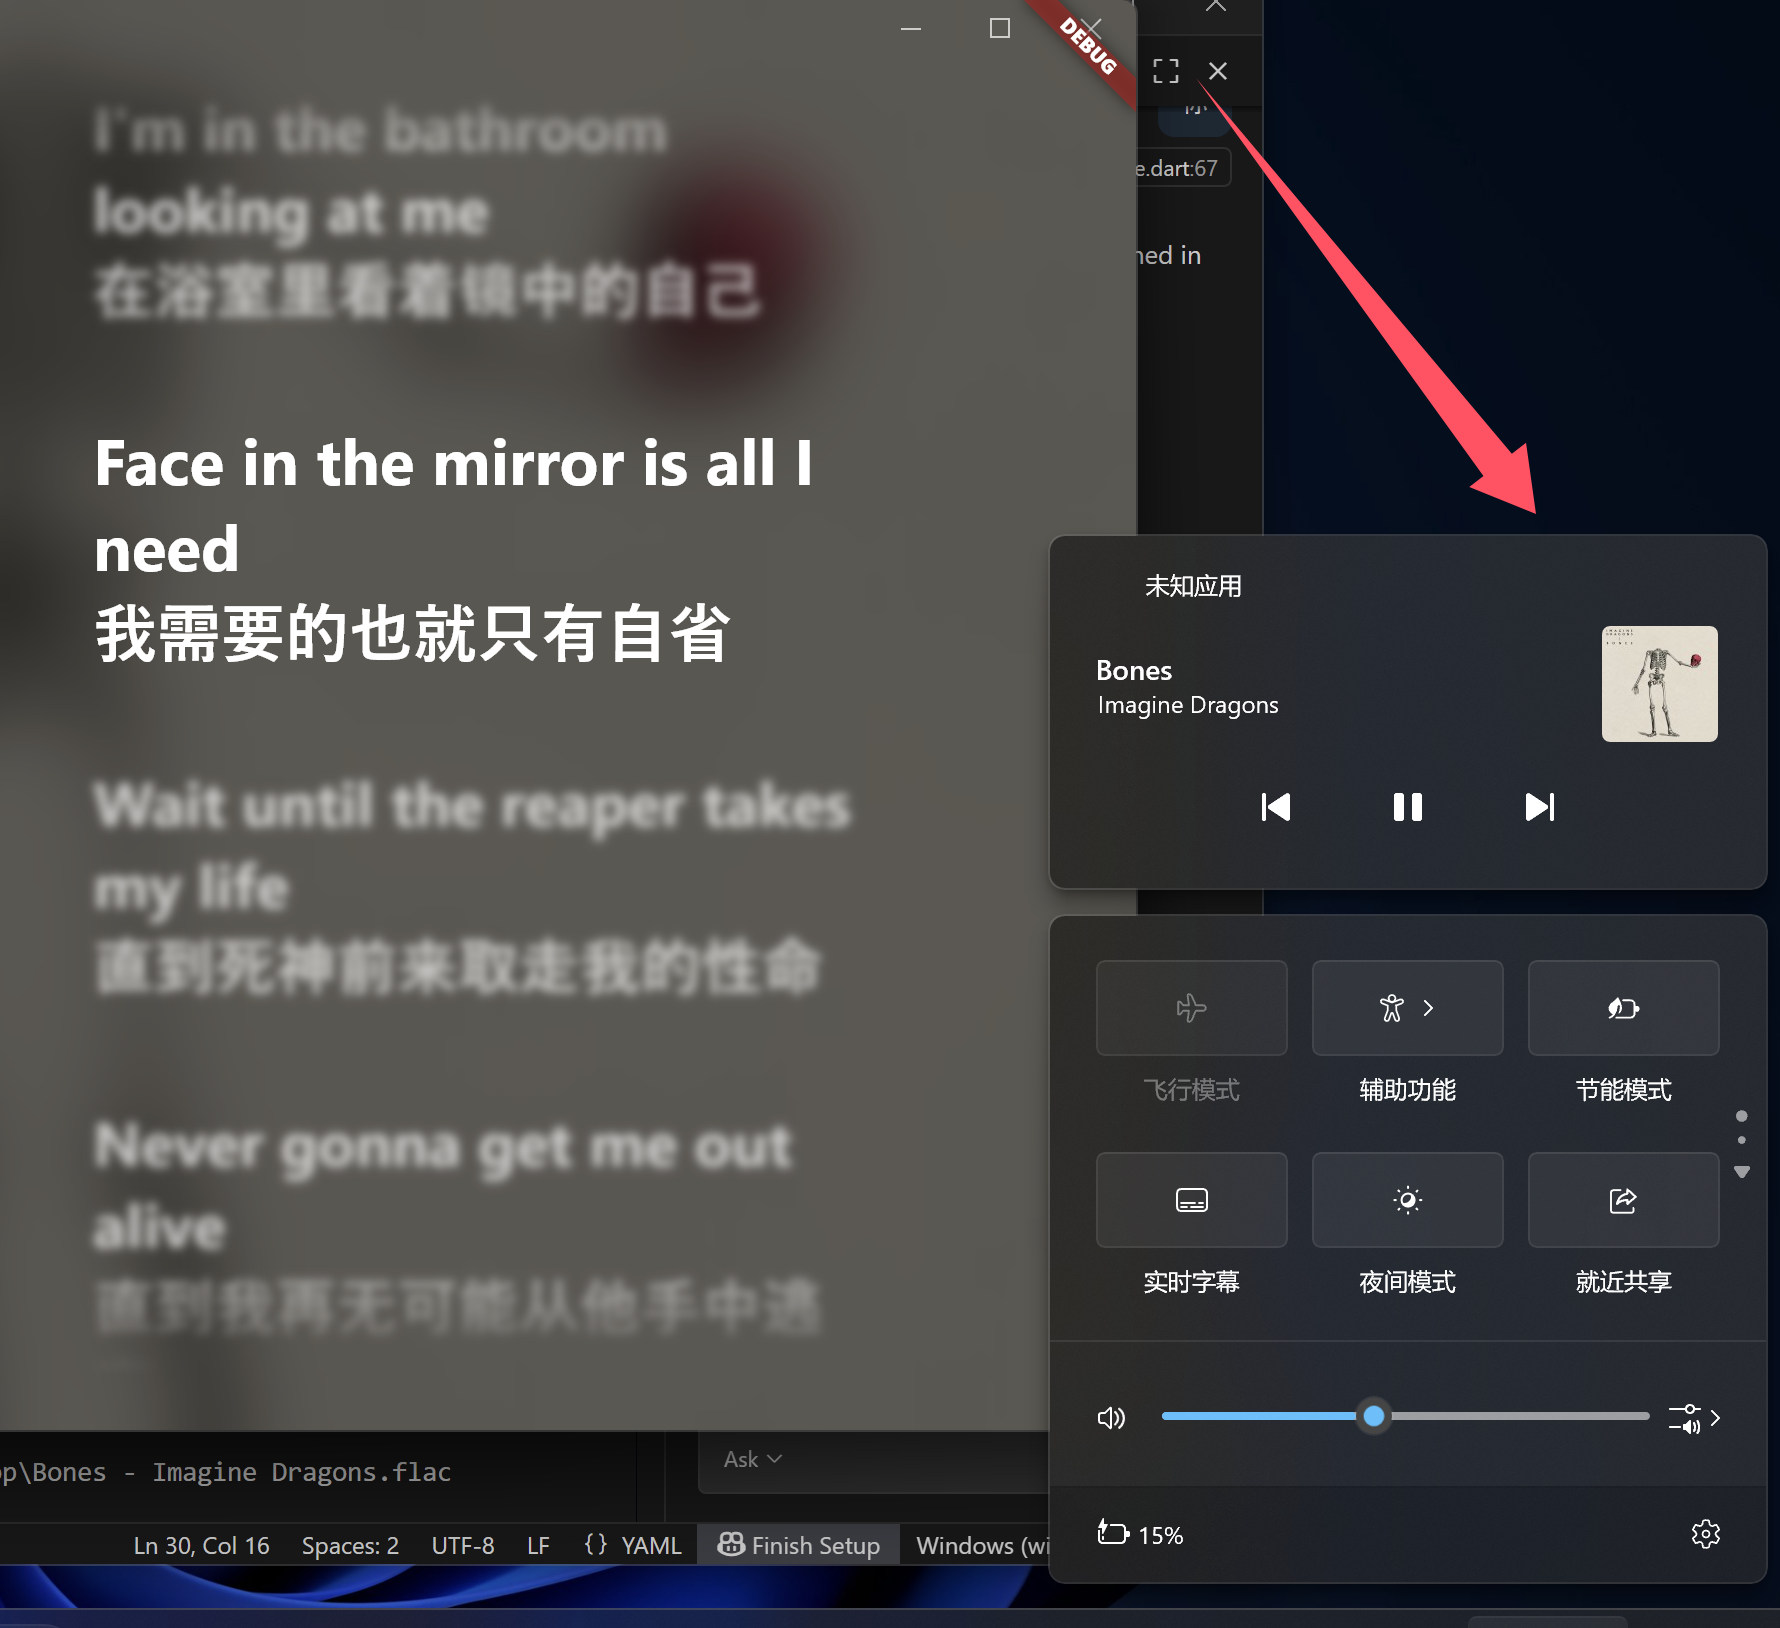 DEBUG
I'm in the bathroom
looking at me
在浴室里看着镜中的自己
Face in the mirror is all I
need
我需要的也就只有自省
Wait until the reaper takes
my life
直到死神前来取走我的性命
Never gonna get me out
alive
直到我再无可能从他手中逃
e.dart:67
ned in
未知应用
Bones
Imagine Dragons
IMAGINE
DRAGONS
BONES
飞行模式
辅助功能
节能模式
实时字幕
夜间模式
就近共享
15%
op\Bones - Imagine Dragons.flac
Ask
Ln 30, Col 16
Spaces: 2
UTF-8
LF
{} YAML
Finish Setup
Windows (wi